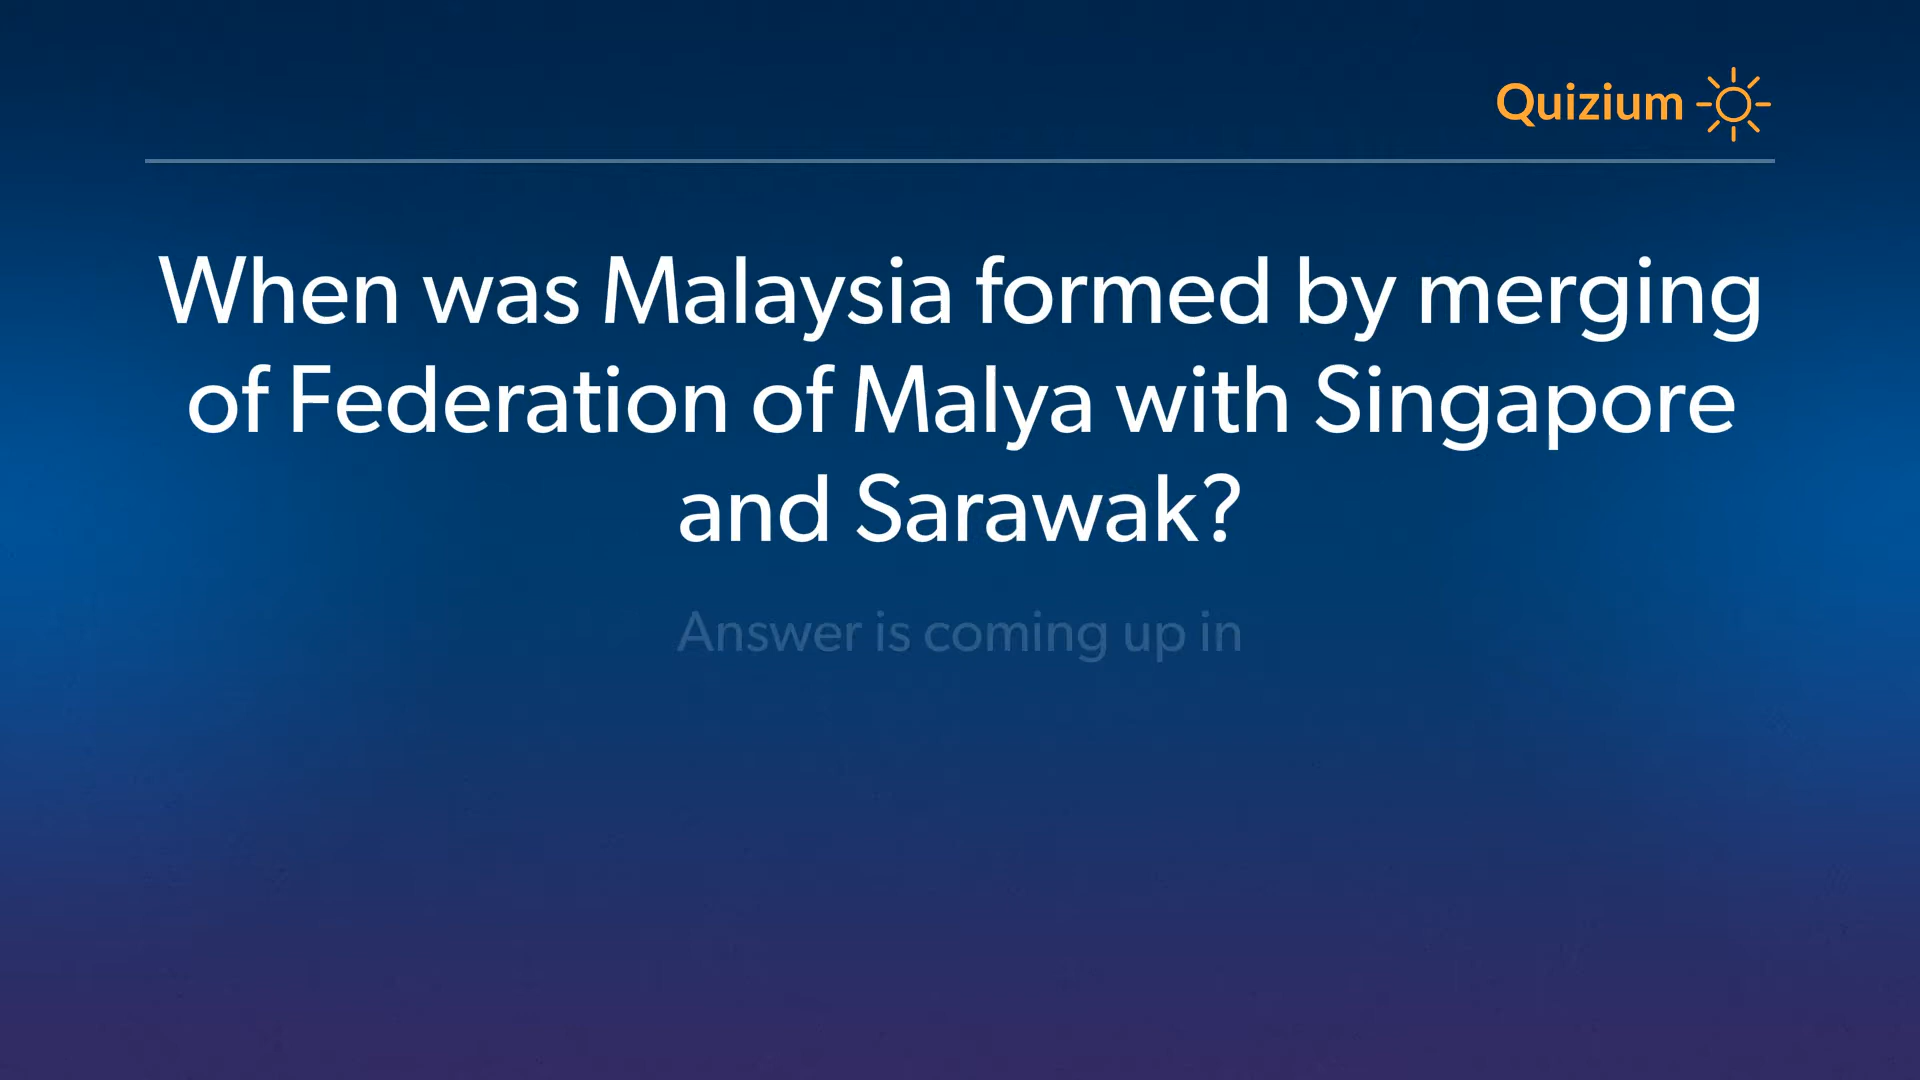 Quizium
When was Malaysia formed by merging
of Federation of Malya with Singapore
and Sarawak?
Answer is coming up in